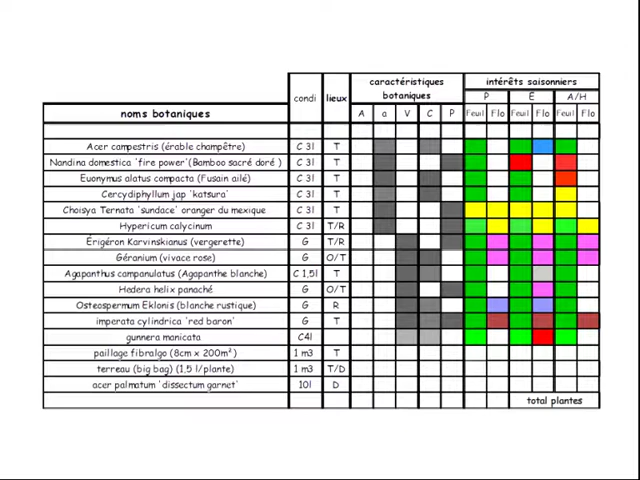 caractéristiques botaniques intérêts saisonniers
condi lieux P E A/H
noms botaniques A a V C P Feuil Flo Feuil Flo Feuil Flo
Acer campestris (érable champêtre) C 3l T
Nandina domestica 'fire power'(Bamboo sacré doré ) C 3l T
Euonymus alatus compacta (Fusain ailé) C 3l T
Cercydiphyllum jap 'katsura' C 3l T
Choisya Ternata 'sundace' oranger du mexique C 3l T
Hypericum calycinum C 3l T/R
Érigéron Karvinskianus (vergerette) G T/R
Géranium (vivace rose) G O/T
Agapanthus campanulatus (Agapanthe blanche) C 1,5l T
Hedera helix panaché G O/T
Osteospermum Eklonis (blanche rustique) G R
imperata cylindrica 'red baron' G T
gunnera manicata C4l
paillage fibralgo (8cm x 200m²) 1 m3 T
terreau (big bag) (1,5 l/plante) 1 m3 T/D
acer palmatum 'dissectum garnet' 10l D
total plantes